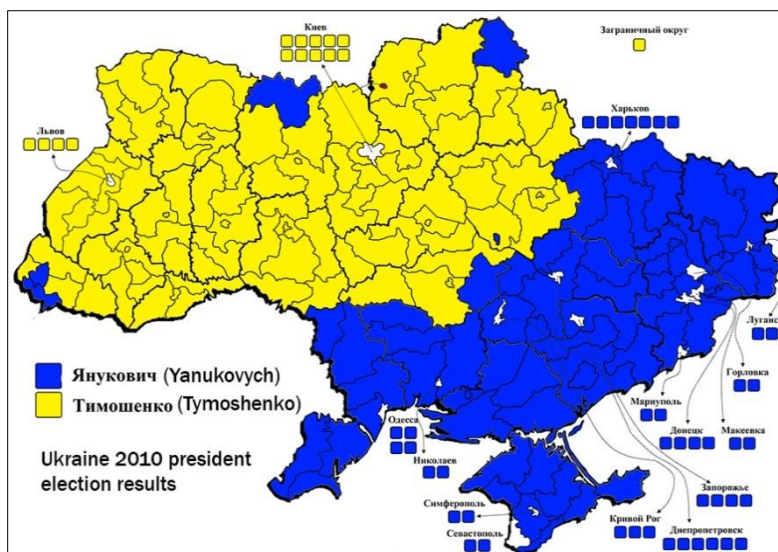 Киев
Заграничный округ
Львов
Харьков
Луганс
Горловка
Мариуполь
Донецк
Макеевка
Янукович (Yanukovych)
Тимошенко (Tymoshenko)
Одесса
Николаев
Запорожье
Ukraine 2010 president
election results
Симферополь
Кривой Рог
Севастополь
Днепропетровск